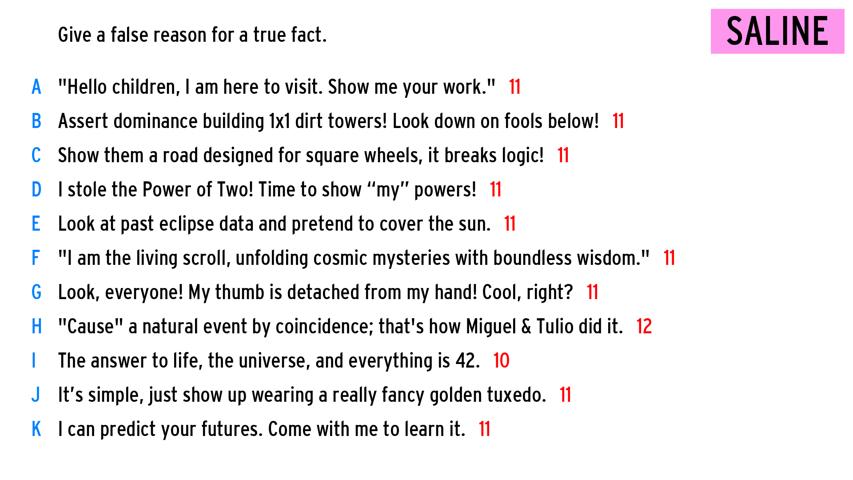 Give a false reason for a true fact.
SALINE
A "Hello children, I am here to visit. Show me your work." 11
B Assert dominance building 1x1 dirt towers! Look down on fools below! 11
C Show them a road designed for square wheels, it breaks logic! 11
D I stole the Power of Two! Time to show “my” powers! 11
E Look at past eclipse data and pretend to cover the sun. 11
F "I am the living scroll, unfolding cosmic mysteries with boundless wisdom." 11
G Look, everyone! My thumb is detached from my hand! Cool, right? 11
H "Cause" a natural event by coincidence; that's how Miguel & Tulio did it. 12
I The answer to life, the universe, and everything is 42. 10
J It’s simple, just show up wearing a really fancy golden tuxedo. 11
K I can predict your futures. Come with me to learn it. 11